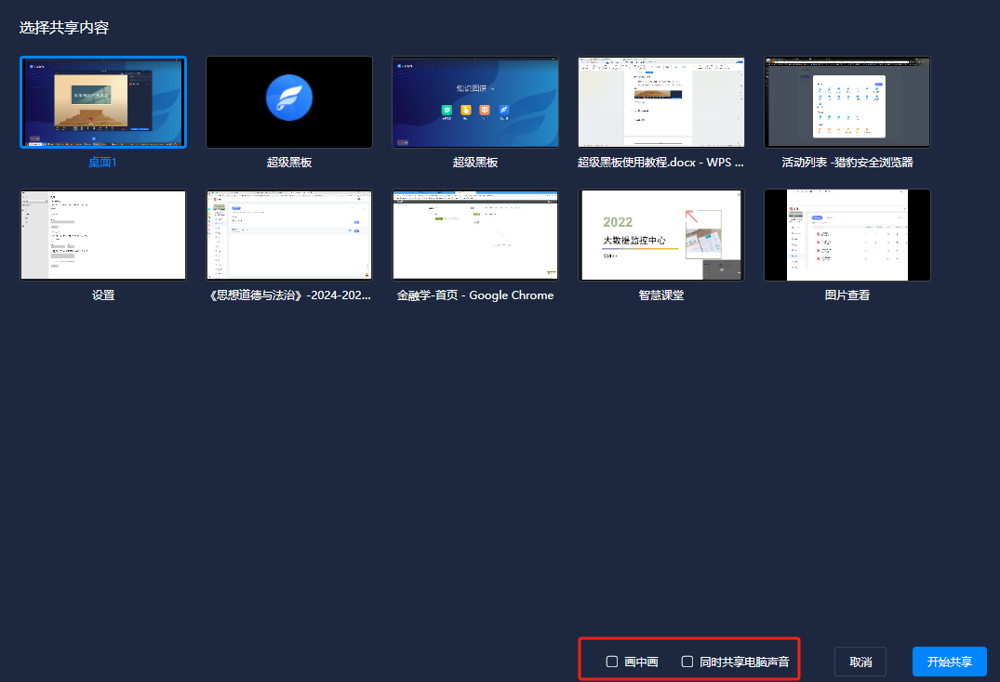 选择共享内容
知识图谱
桌面1
超级黑板
超级黑板
超级黑板使用教程.docx - WPS ...
活动列表 -猎豹安全浏览器
2022
大数据监控中心
设置
《思想道德与法治》-2024-202...
金融学-首页 - Google Chrome
智慧课堂
图片查看
画中画
同时共享电脑声音
取消
开始共享